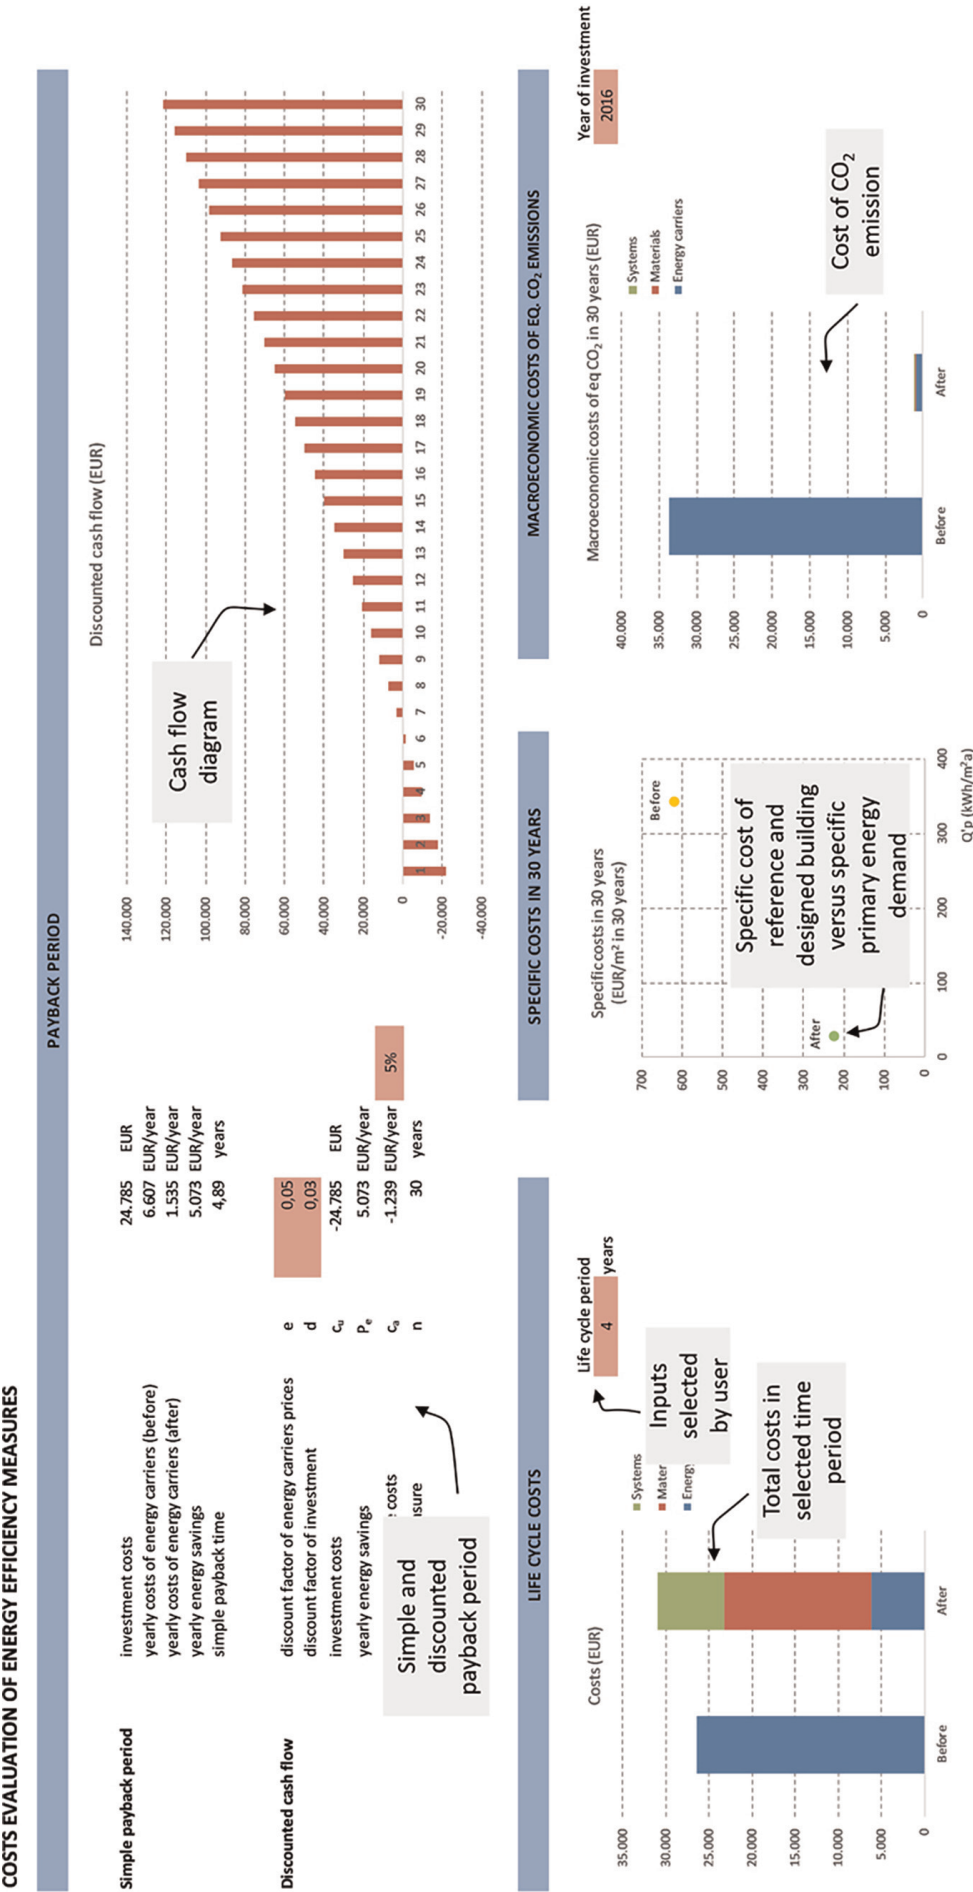 COSTS EVALUATION OF ENERGY EFFICIENCY MEASURES
PAYBACK PERIOD
Simple payback period
investment costs 24.785 EUR
yearly costs of energy carriers (before) 6.607 EUR/year
yearly costs of energy carriers (after) 1.535 EUR/year
yearly energy savings 5.073 EUR/year
simple payback time 4,89 years
Discounted cash flow
discount factor of energy carriers prices e 0,05
discount factor of investment d 0,03
investment costs cᵤ -24.785 EUR
yearly energy savings Pₑ 5.073 EUR/year
e costs cₐ -1.239 EUR/year 5%
sure n 30 years
Simple and
discounted
payback period
Discounted cash flow (EUR)
140.000
120.000
100.000
80.000
60.000
40.000
20.000
0
-20.000
-40.000
1 2 3 4 5 6 7 8 9 10 11 12 13 14 15 16 17 18 19 20 21 22 23 24 25 26 27 28 29 30
Cash flow
diagram
LIFE CYCLE COSTS
Life cycle period
4 years
Costs (EUR)
35.000
30.000
25.000
20.000
15.000
10.000
5.000
0
Before After
Systems
Mater
Energy
Inputs
selected
by user
Total costs in
selected time
period
SPECIFIC COSTS IN 30 YEARS
Specific costs in 30 years
(EUR/m² in 30 years)
700
600
500
400
300
200
100
0
0 100 200 300 400
Q'p (kWh/m²a)
Before
After
Specific cost of
reference and
designed building
versus specific
primary energy
demand
MACROECONOMIC COSTS OF EQ. CO₂ EMISSIONS
Year of investment
2016
Macroeconomic costs of eq CO₂ in 30 years (EUR)
40.000
35.000
30.000
25.000
20.000
15.000
10.000
5.000
0
Before After
Systems
Materials
Energy carriers
Cost of CO₂
emission